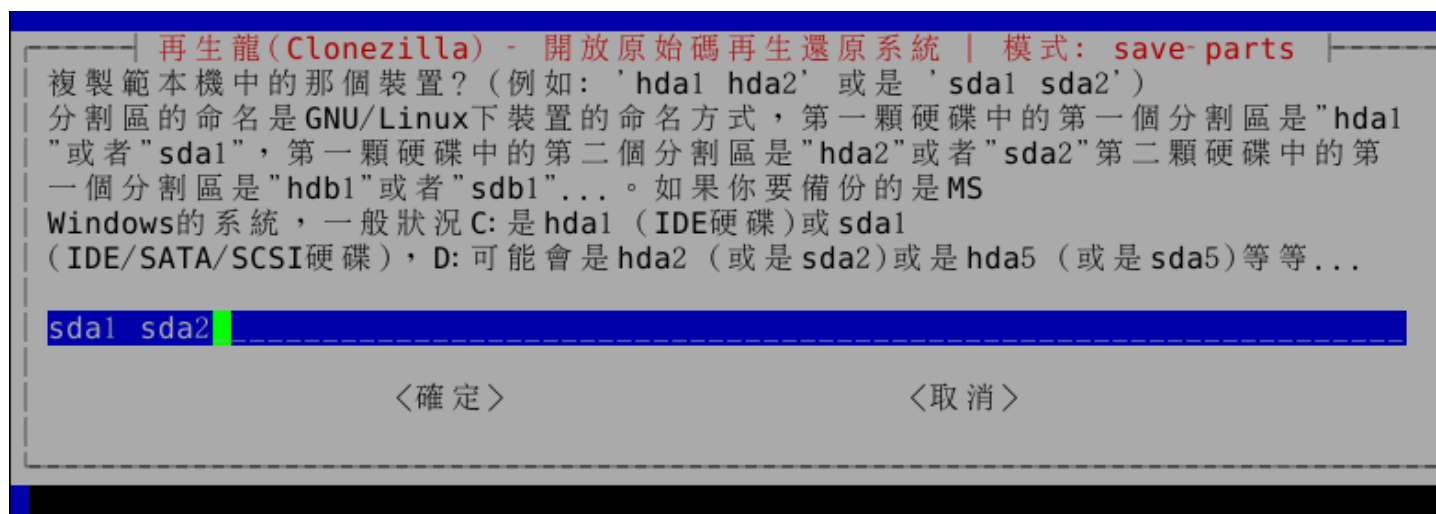 再生龍(Clonezilla) - 開放原始碼再生還原系統 | 模式: save-parts
複製範本機中的那個裝置? (例如: 'hda1 hda2' 或是 'sda1 sda2')
分割區的命名是GNU/Linux下裝置的命名方式，第一顆硬碟中的第一個分割區是"hda1
"或者"sda1"，第一顆硬碟中的第二個分割區是"hda2"或者"sda2"第二顆硬碟中的第
一個分割區是"hdb1"或者"sdb1"... 。如果你要備份的是MS
Windows的系統，一般狀況C:是hda1 (IDE硬碟)或sda1
(IDE/SATA/SCSI硬碟)，D:可能會是hda2 (或是sda2)或是hda5 (或是sda5)等等...
sda1 sda2
<確定> <取消>